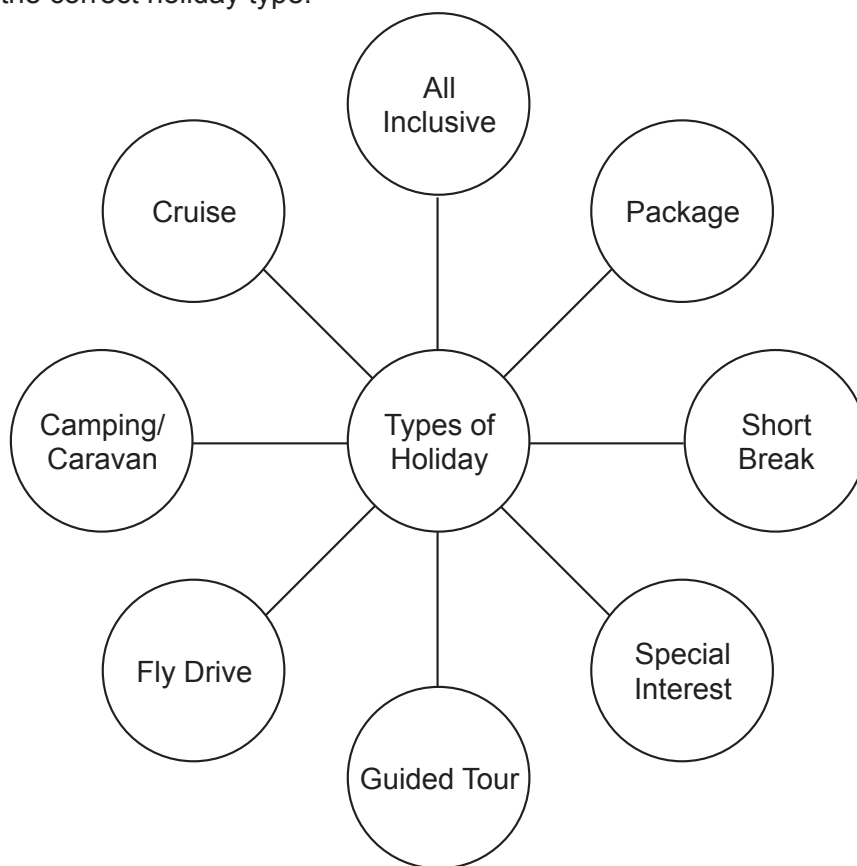 the correct holiday type.
All
Inclusive
Package
Short
Break
Special
Interest
Guided Tour
Fly Drive
Camping/
Caravan
Cruise
Types of
Holiday